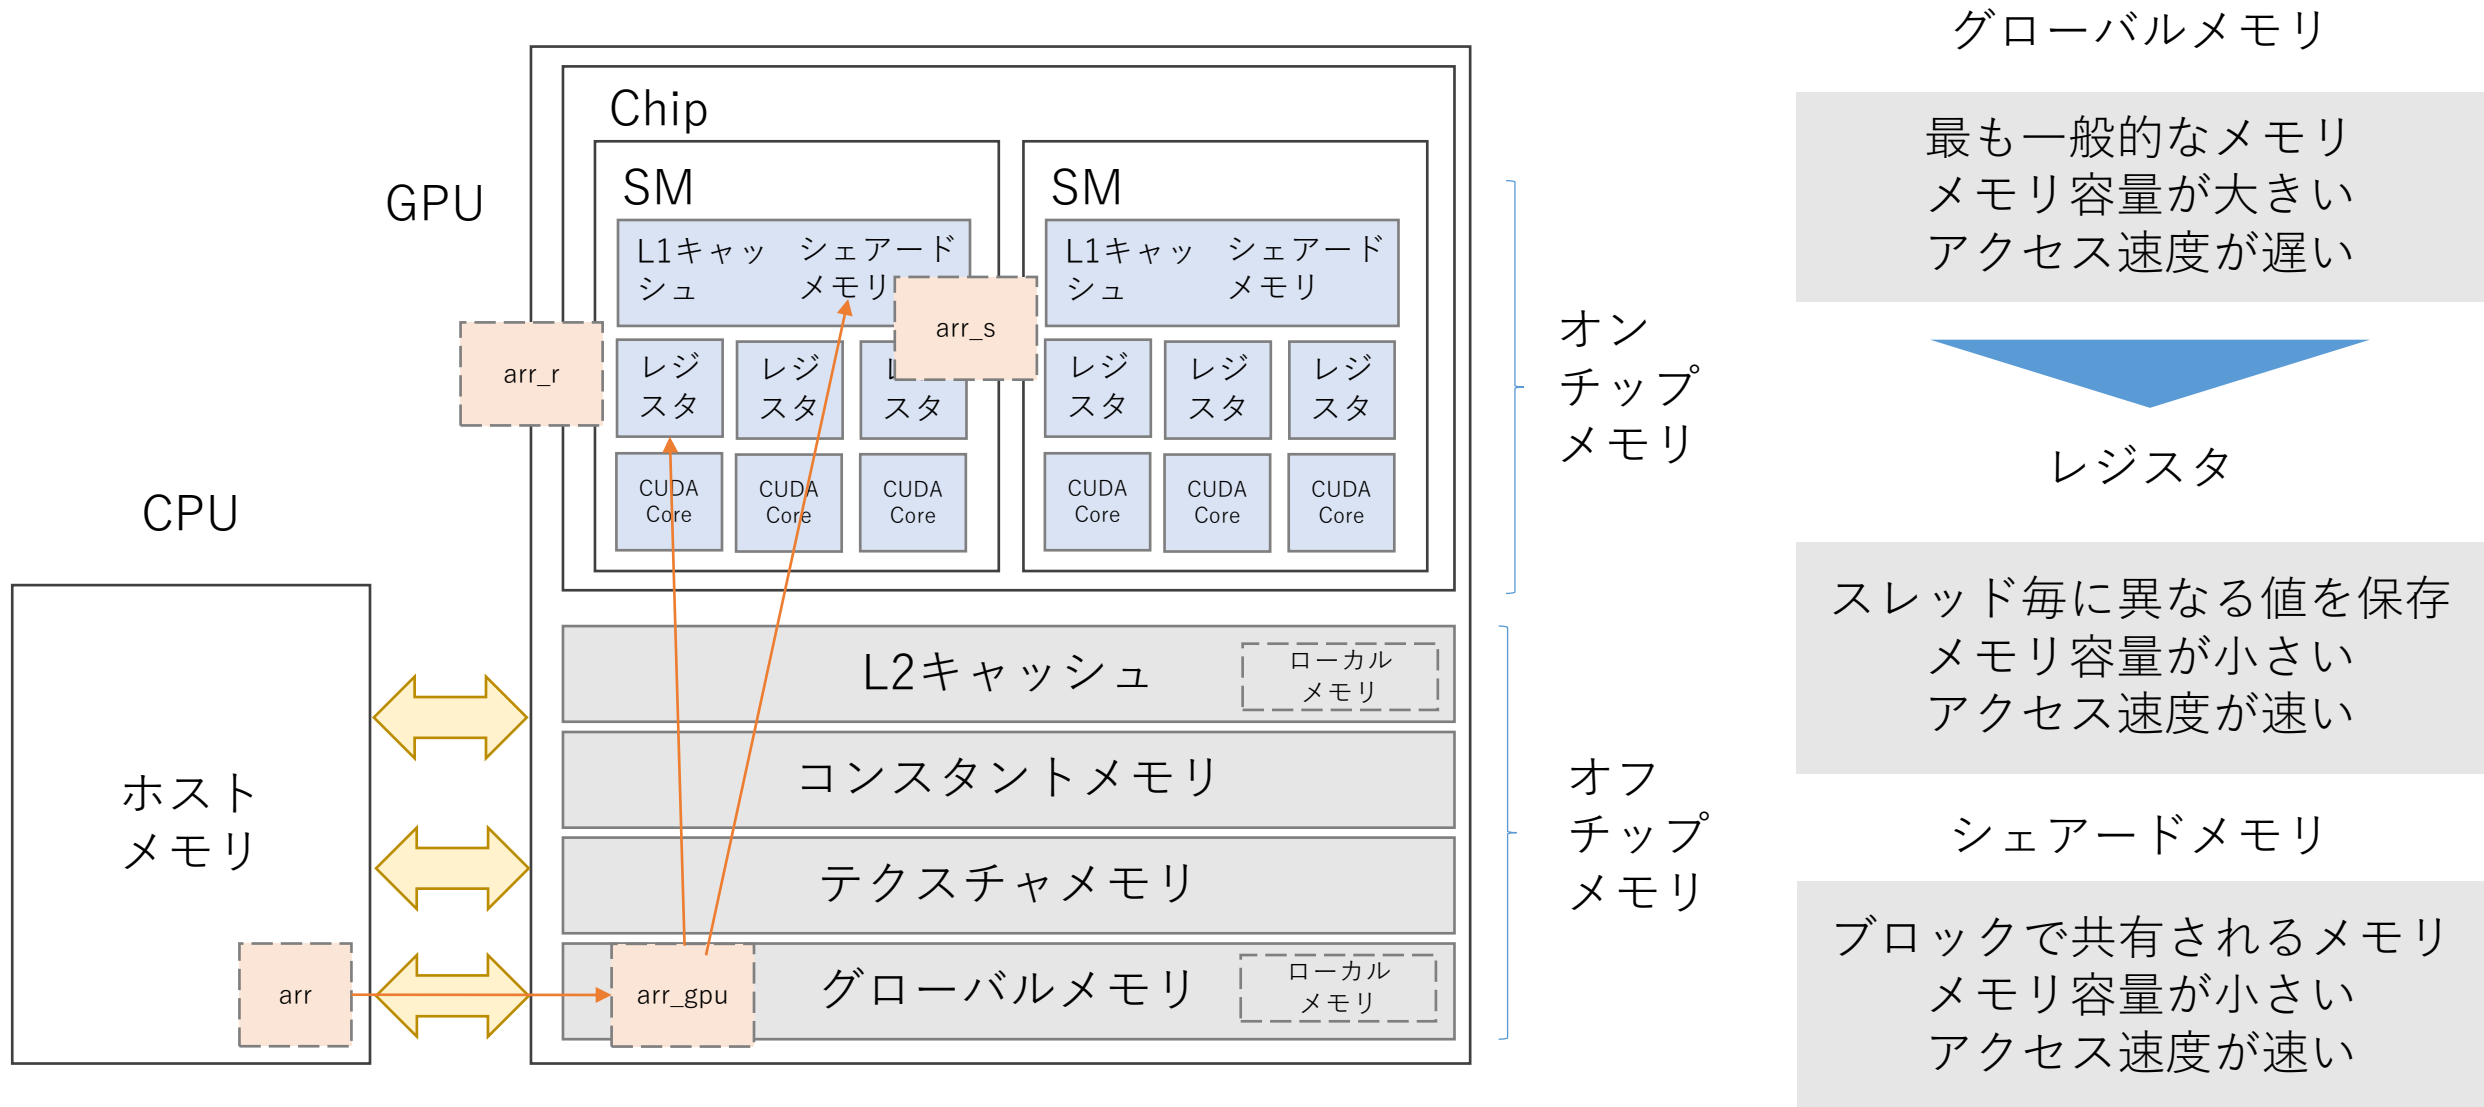 GPU
Chip
SM
L1キャッ
シュ
シェアード
メモリ
arr_s
arr_r
レジ
スタ
レジ
スタ
スタ
CUDA
Core
CUDA
Core
CUDA
Core
SM
L1キャッ
シュ
シェアード
メモリ
レジ
スタ
レジ
スタ
レジ
スタ
CUDA
Core
CUDA
Core
CUDA
Core
オン
チップ
メモリ
CPU
ホスト
メモリ
arr
L2キャッシュ
ローカル
メモリ
コンスタントメモリ
テクスチャメモリ
arr_gpu
グローバルメモリ
ローカル
メモリ
オフ
チップ
メモリ
グローバルメモリ
最も一般的なメモリ
メモリ容量が大きい
アクセス速度が遅い
レジスタ
スレッド毎に異なる値を保存
メモリ容量が小さい
アクセス速度が速い
シェアードメモリ
ブロックで共有されるメモリ
メモリ容量が小さい
アクセス速度が速い